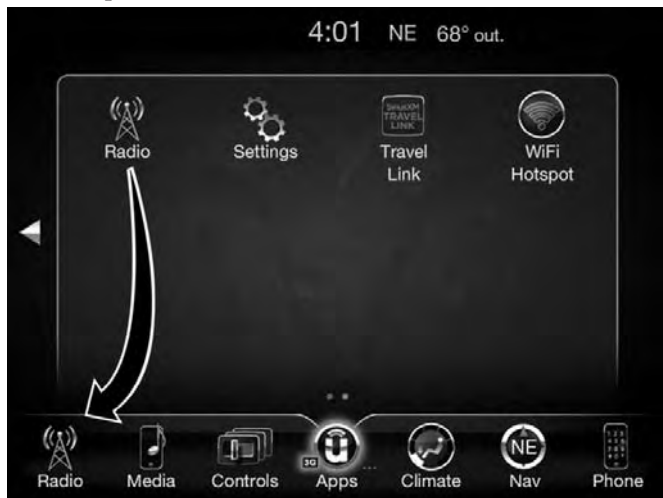 4:01 NE 68° out.
Radio Settings SiriusXM TRAVEL LINK Travel Link WiFi Hotspot
3G
NE
Radio Media Controls Apps ... Climate Nav Phone